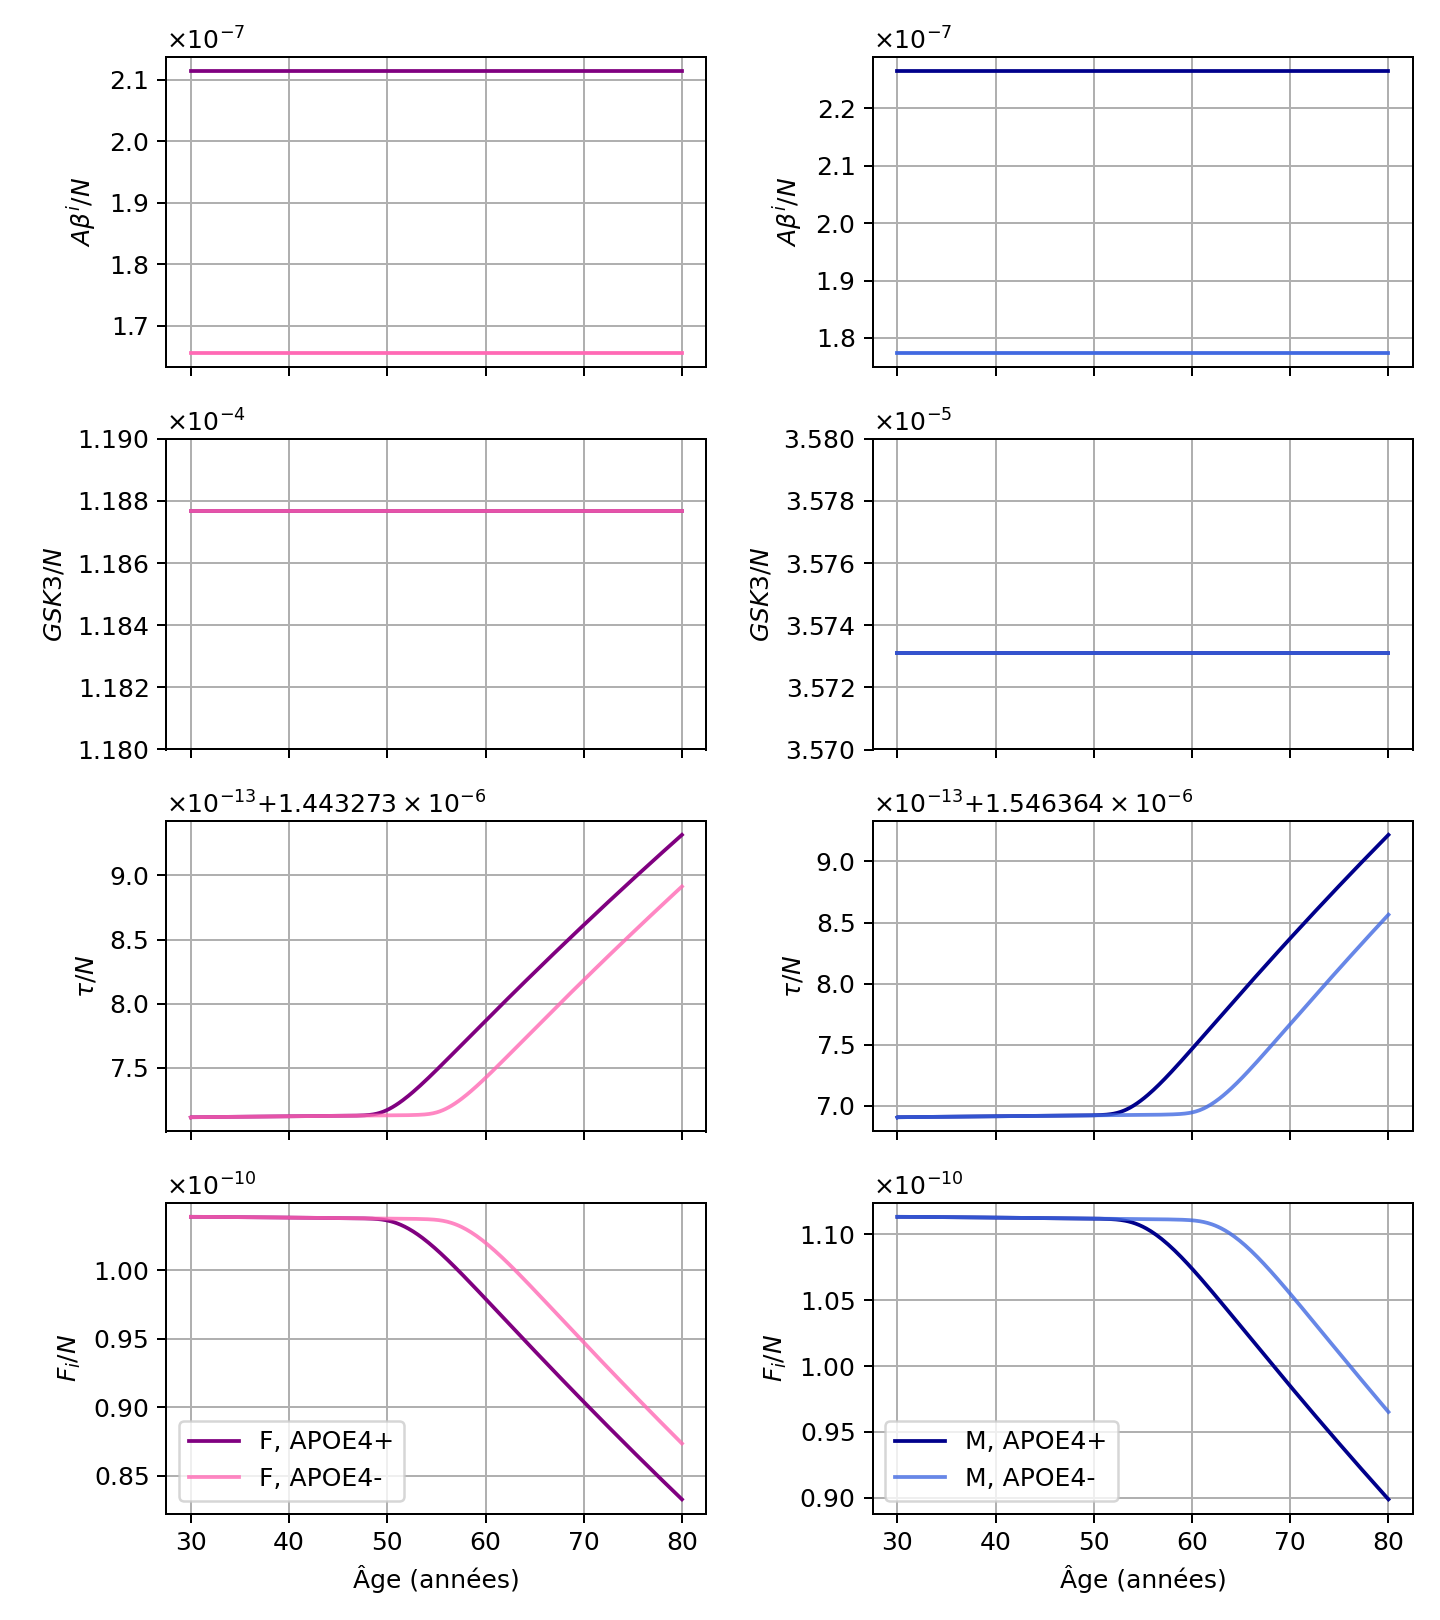 ×10⁻⁷
2.1
2.0
1.9
1.8
1.7
Aβⁱ/N
×10⁻⁷
2.2
2.1
2.0
1.9
1.8
Aβⁱ/N
×10⁻⁴
1.190
1.188
1.186
1.184
1.182
1.180
GSK3/N
×10⁻⁵
3.580
3.578
3.576
3.574
3.572
3.570
GSK3/N
×10⁻¹³+1.443273 × 10⁻⁶
9.0
8.5
8.0
7.5
τ/N
×10⁻¹³+1.546364 × 10⁻⁶
9.0
8.5
8.0
7.5
7.0
τ/N
×10⁻¹⁰
1.00
0.95
0.90
0.85
Fᵢ/N
F, APOE4+
F, APOE4-
30 40 50 60 70 80
Âge (années)
×10⁻¹⁰
1.10
1.05
1.00
0.95
0.90
Fᵢ/N
M, APOE4+
M, APOE4-
30 40 50 60 70 80
Âge (années)